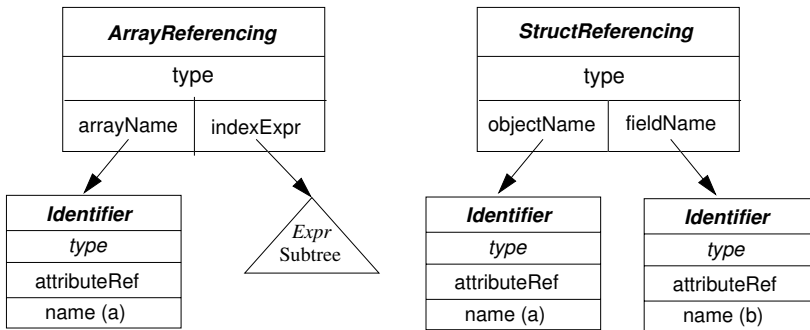 ArrayReferencing
type
arrayName indexExpr
Identifier
type
attributeRef
name (a)
Expr
Subtree
StructReferencing
type
objectName fieldName
Identifier
type
attributeRef
name (a)
Identifier
type
attributeRef
name (b)